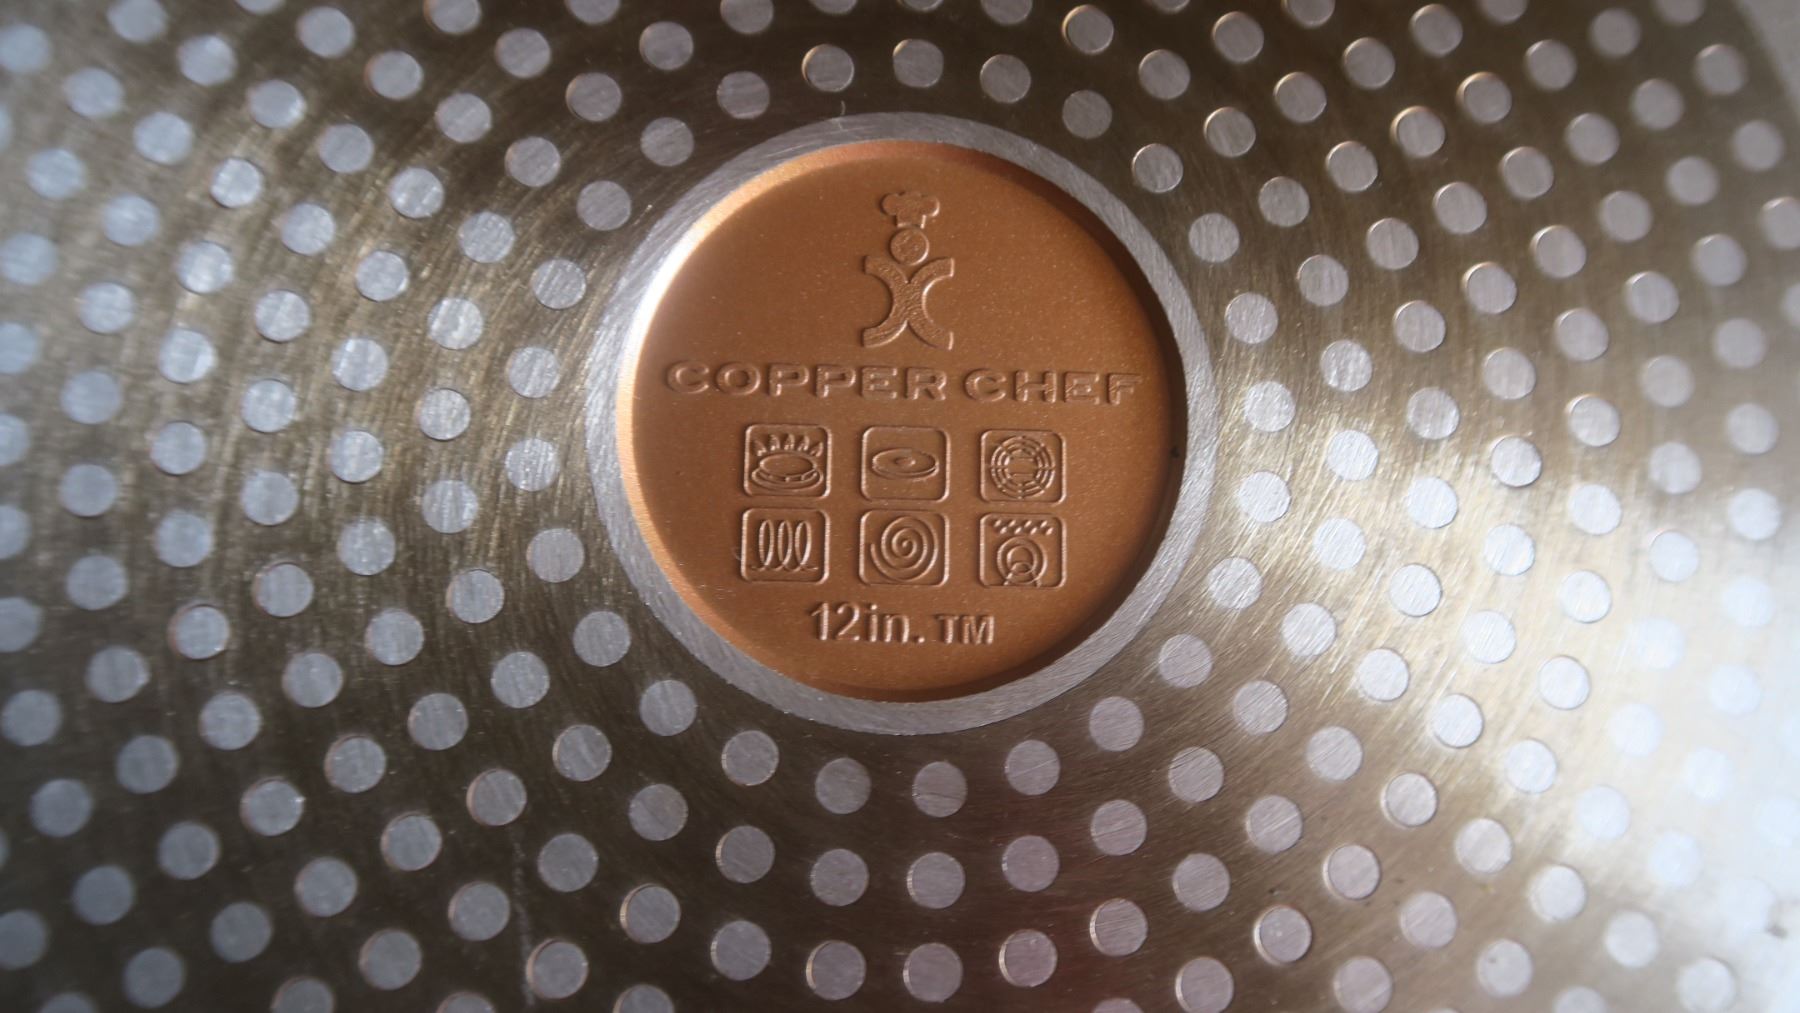 COPPER CHEF
12in. TM